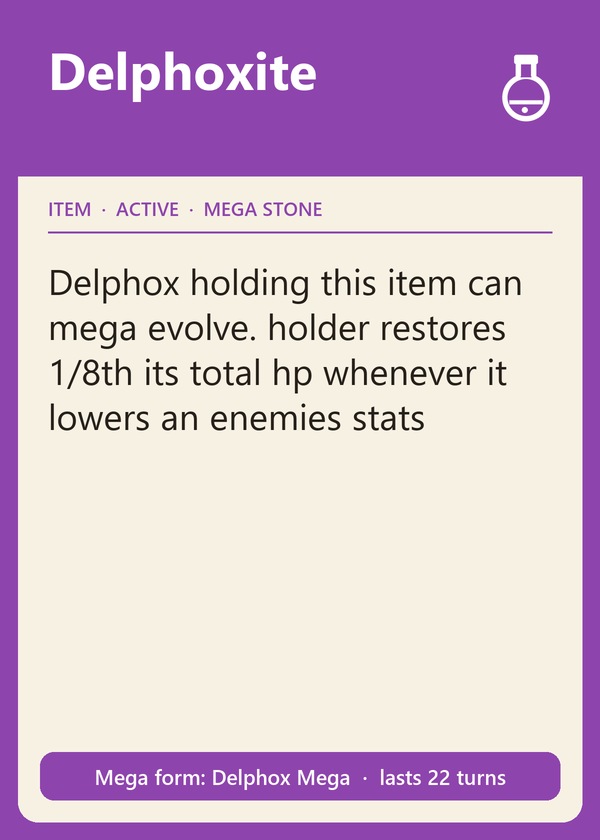 Delphoxite
ITEM · ACTIVE · MEGA STONE
Delphox holding this item can
mega evolve. holder restores
1/8th its total hp whenever it
lowers an enemies stats
Mega form: Delphox Mega · lasts 22 turns